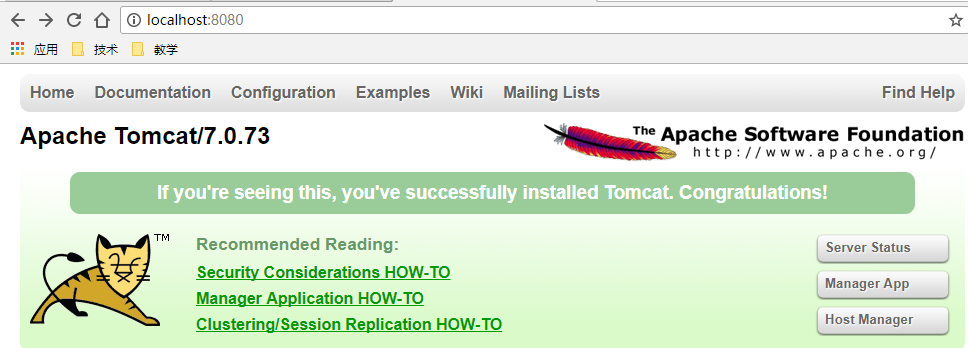 localhost:8080
应用 技术 教学
Home Documentation Configuration Examples Wiki Mailing Lists Find Help
Apache Tomcat/7.0.73
The Apache Software Foundation
http://www.apache.org/
If you're seeing this, you've successfully installed Tomcat. Congratulations!
TM
Recommended Reading:
Security Considerations HOW-TO
Manager Application HOW-TO
Clustering/Session Replication HOW-TO
Server Status
Manager App
Host Manager